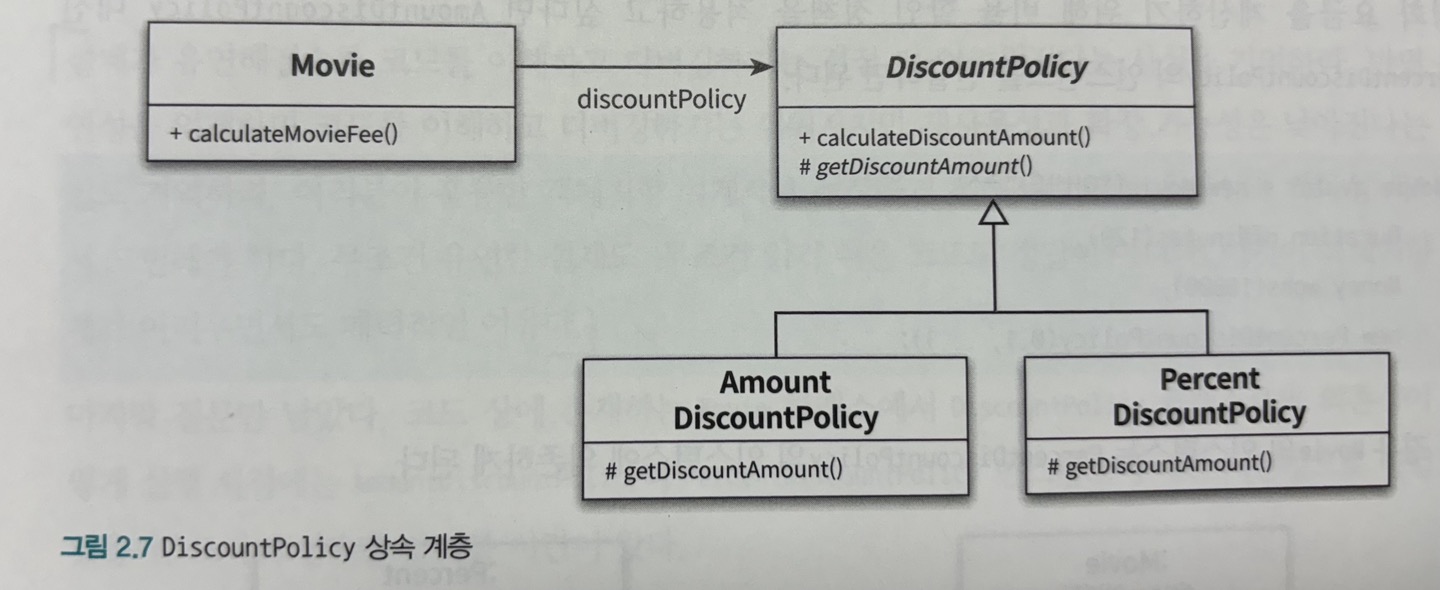 Movie
+ calculateMovieFee()
discountPolicy
DiscountPolicy
+ calculateDiscountAmount()
# getDiscountAmount()
Amount
DiscountPolicy
# getDiscountAmount()
Percent
DiscountPolicy
# getDiscountAmount()
그림 2.7 DiscountPolicy 상속 계층